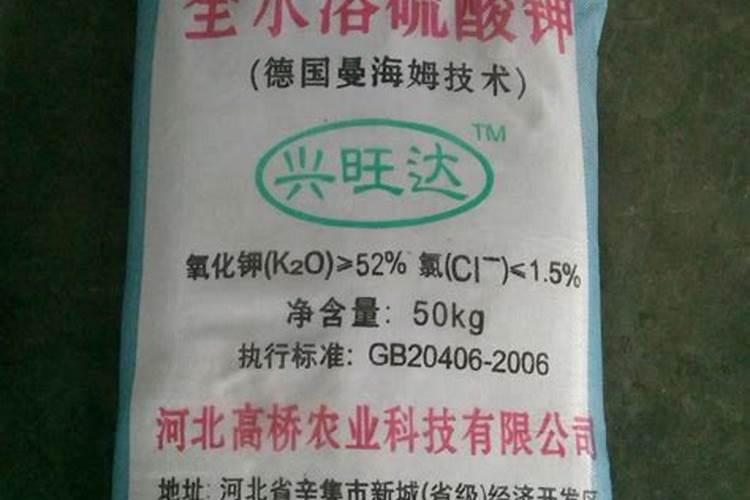 全水溶硫酸钾
(德国曼海姆技术)
兴旺达 TM
氧化钾(K₂O)≥52% 氯(Cl⁻)≤1.5%
净含量: 50kg
执行标准: GB20406-2006
河北高桥农业科技有限公司
地址: 河北省辛集市新城(省级)经济开发区